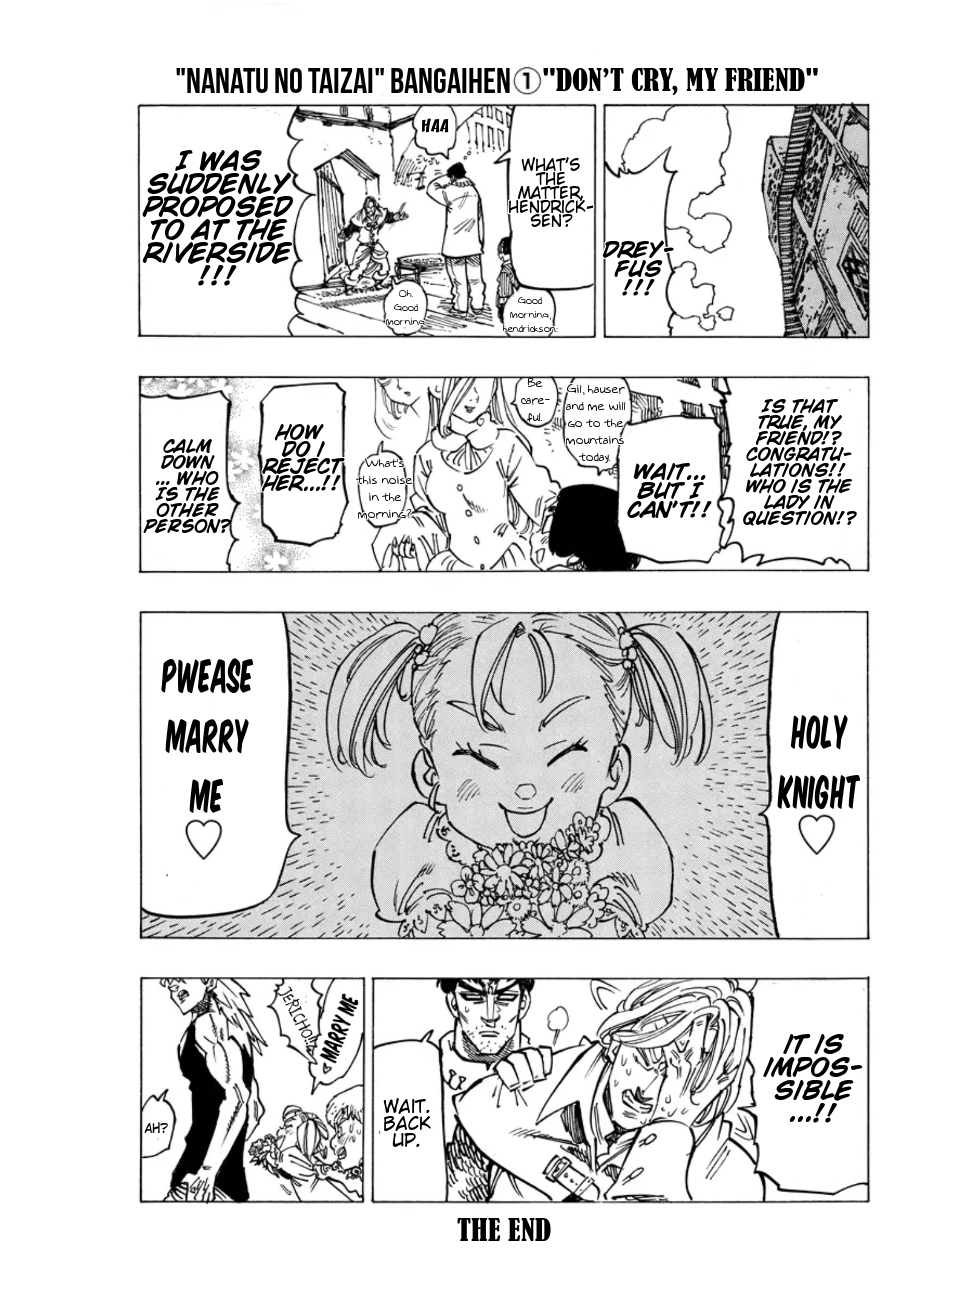 "NANATU NO TAIZAI" BANGAIHEN① "DON'T CRY, MY FRIEND"
DREY-
FUS
!!!
WHAT'S
THE
MATTER,
HENDRICK-
SEN?
HAA
Good
morning,
hendrickson.
Oh.
Good
morning
I WAS
SUDDENLY
PROPOSED
TO AT THE
RIVERSIDE
!!!
IS THAT
TRUE, MY
FRIEND!?
CONGRATU-
LATIONS!!
WHO IS THE
LADY IN
QUESTION!?
Gil, hauser
and me will
go to the
mountains
today.
Be
care-
ful.
WAIT...
BUT I
CAN'T!!
What's
this noise
in the
morning?
HOW
DO I
REJECT
HER...!!
CALM
DOWN
... WHO
IS THE
OTHER
PERSON?
HOLY
KNIGHT
♡
PWEASE
MARRY
ME
♡
IT IS
IMPOS-
SIBLE
...!!
WAIT.
BACK
UP.
MARRY ME
♡
JERICHO!!
AH?
THE END